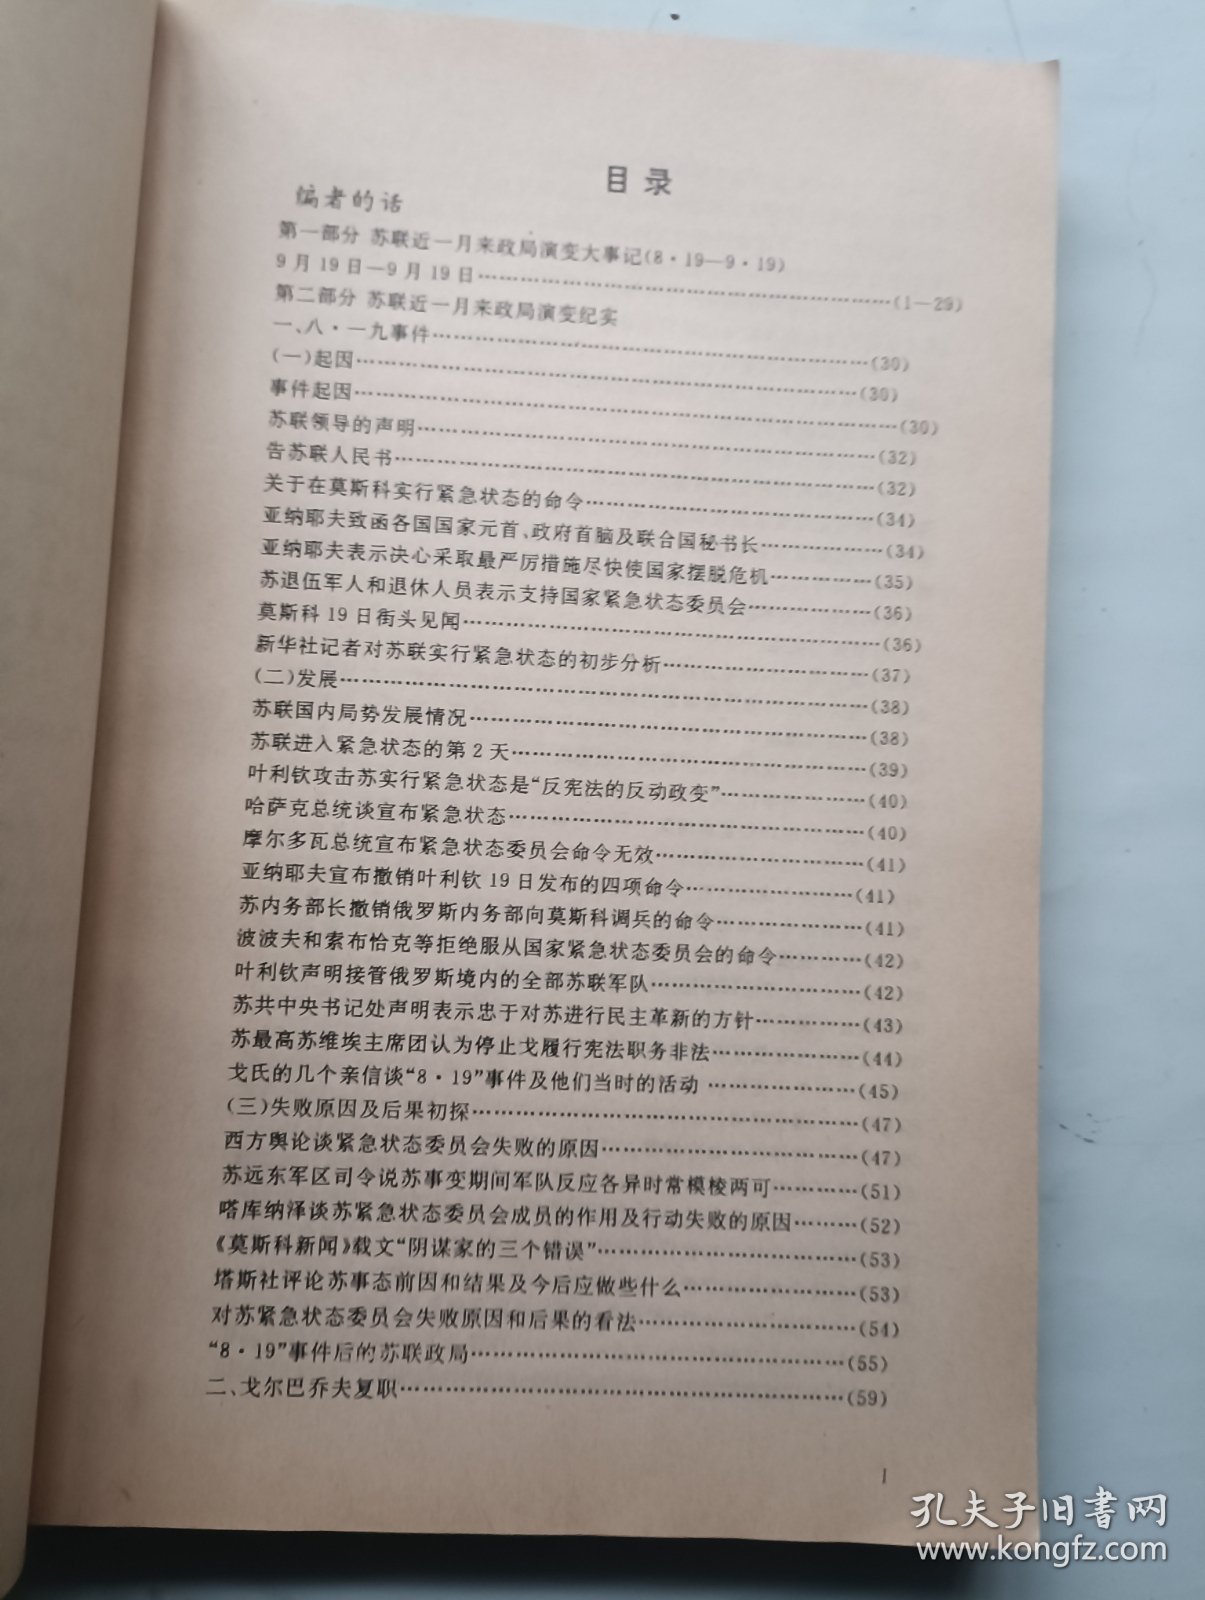 目录
编者的话
第一部分 苏联近一月来政局演变大事记(8·19—9·19)
9月19日—9月19日……(1—29)
第二部分 苏联近一月来政局演变纪实
一、八·一九事件……(30)
(一)起因……(30)
事件起因……(30)
苏联领导的声明……(32)
告苏联人民书……(32)
关于在莫斯科实行紧急状态的命令……(34)
亚纳耶夫致函各国国家元首、政府首脑及联合国秘书长……(34)
亚纳耶夫表示决心采取最严厉措施尽快使国家摆脱危机……(35)
苏退伍军人和退休人员表示支持国家紧急状态委员会……(36)
莫斯科19日街头见闻……(36)
新华社记者对苏联实行紧急状态的初步分析……(37)
(二)发展……(38)
苏联国内局势发展情况……(38)
苏联进入紧急状态的第2天……(39)
叶利钦攻击苏实行紧急状态是“反宪法的反动政变”……(40)
哈萨克总统谈宣布紧急状态……(40)
摩尔多瓦总统宣布紧急状态委员会命令无效……(41)
亚纳耶夫宣布撤销叶利钦19日发布的四项命令……(41)
苏内务部长撤销俄罗斯内务部向莫斯科调兵的命令……(41)
波波夫和索布恰克等拒绝服从国家紧急状态委员会的命令……(42)
叶利钦声明接管俄罗斯境内的全部苏联军队……(42)
苏共中央书记处声明表示忠于对苏进行民主革新的方针……(43)
苏最高苏维埃主席团认为停止戈履行宪法职务非法……(44)
戈氏的几个亲信谈“8·19”事件及他们当时的活动……(45)
(三)失败原因及后果初探……(47)
西方舆论谈紧急状态委员会失败的原因……(47)
苏远东军区司令说苏事变期间军队反应各异时常模棱两可……(51)
嗒库纳泽谈苏紧急状态委员会成员的作用及行动失败的原因……(52)
《莫斯科新闻》载文“阴谋家的三个错误”……(53)
塔斯社评论苏事态前因和结果及今后应做些什么……(53)
对苏紧急状态委员会失败原因和后果的看法……(54)
“8·19”事件后的苏联政局……(55)
二、戈尔巴乔夫复职……(59)
1
孔夫子旧书网
www.kongfz.com